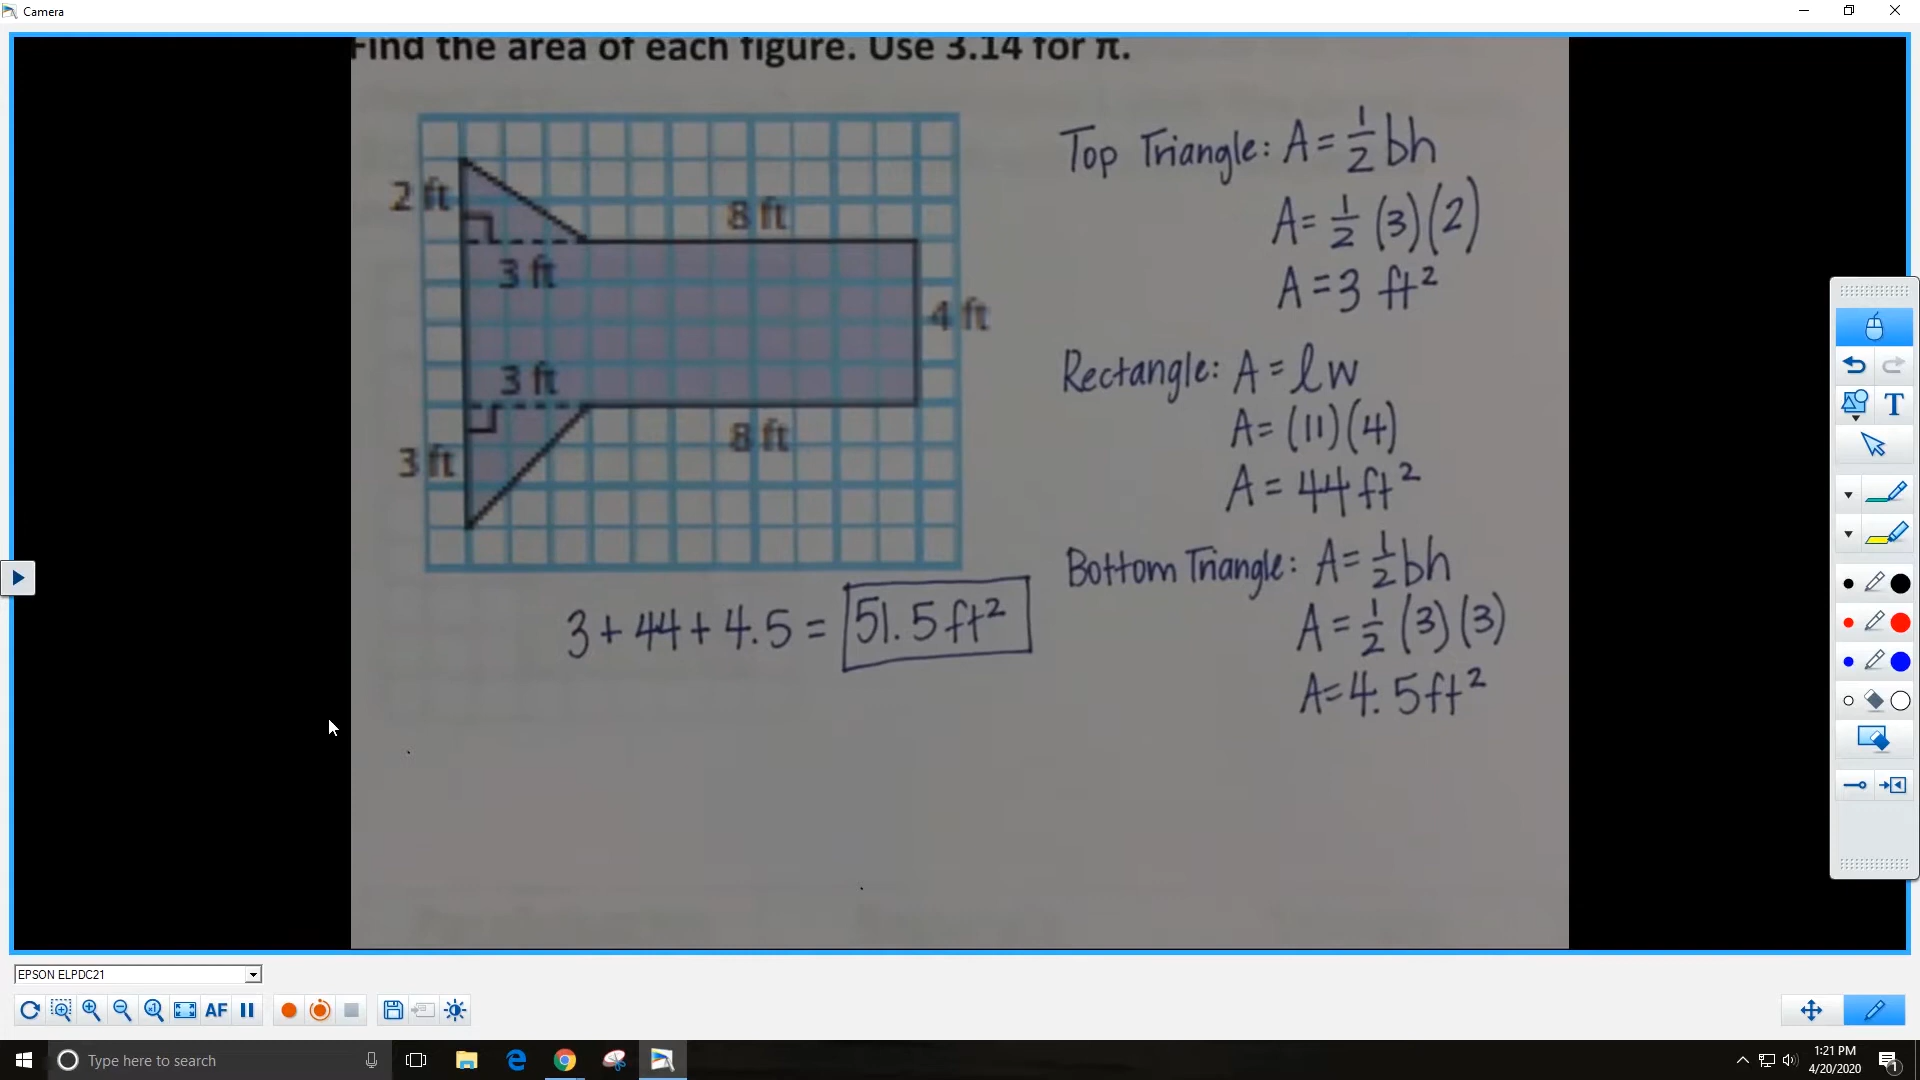 Camera
Find the area of each figure. Use 3.14 for π.
2 ft
8 ft
3 ft
4 ft
3 ft
8 ft
3 ft
Top Triangle: A = 1/2 bh
A = 1/2 (3)(2)
A = 3 ft²
Rectangle: A = lw
A = (11)(4)
A = 44 ft²
Bottom Triangle: A = 1/2 bh
A = 1/2 (3)(3)
A = 4.5 ft²
3 + 44 + 4.5 = 51.5 ft²
T
EPSON ELPDC21
x1
AF
Type here to search
1:21 PM
4/20/2020
1